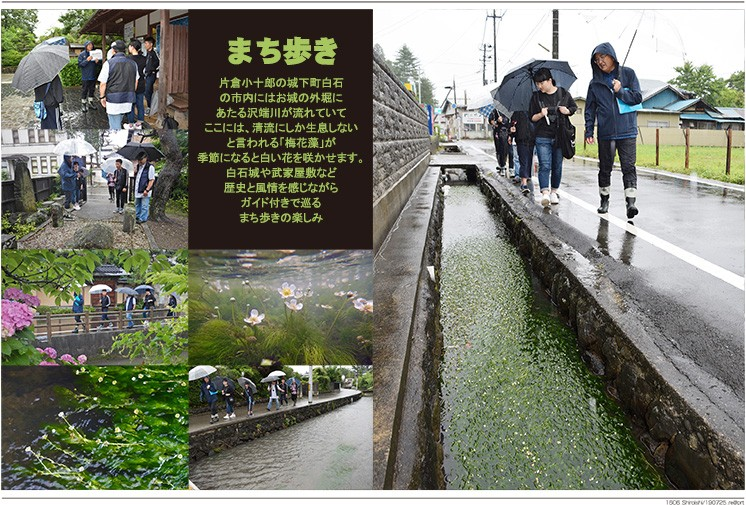 まち歩き
片倉小十郎の城下町白石
の市内にはお城の外堀に
あたる沢端川が流れていて
ここには、清流にしか生息しない
と言われる「梅花藻」があり
季節になると白い花を咲かせます。
白石城や武家屋敷など
歴史と風情を感じながら
ガイド付きで巡る
まち歩きの楽しみ